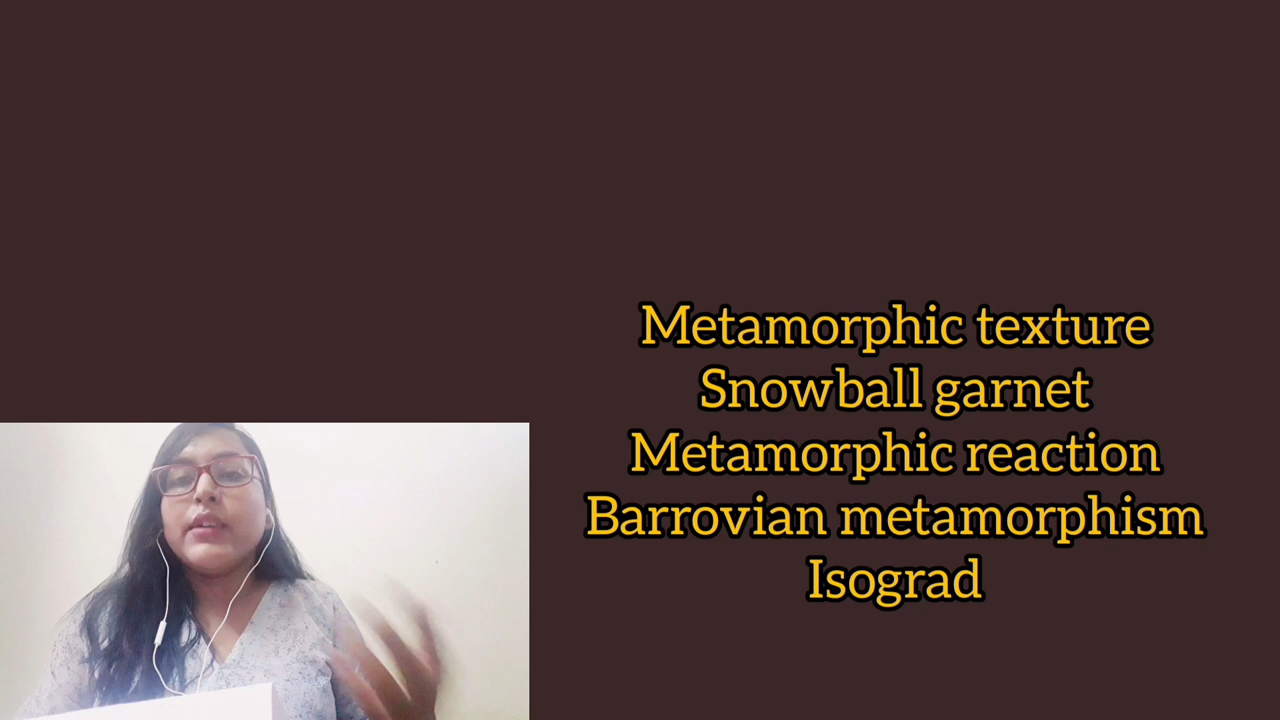 Metamorphic texture
Snowball garnet
Metamorphic reaction
Barrovian metamorphism
Isograd